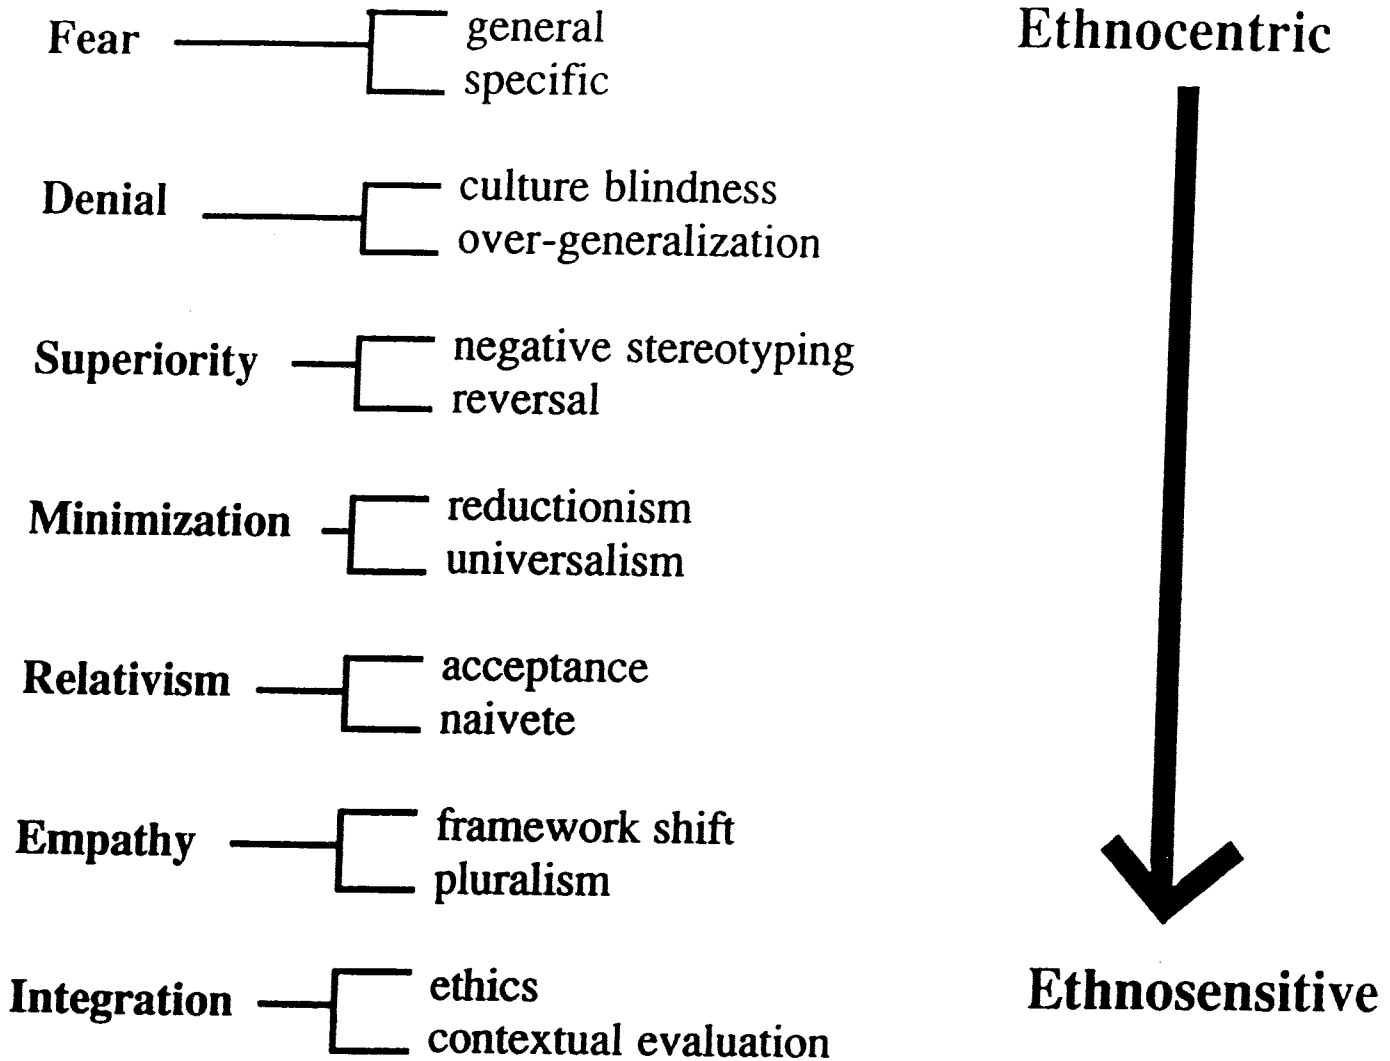 Fear
general
specific
Ethnocentric
Denial
culture blindness
over-generalization
Superiority
negative stereotyping
reversal
Minimization
reductionism
universalism
Relativism
acceptance
naivete
Empathy
framework shift
pluralism
Integration
ethics
contextual evaluation
Ethnosensitive